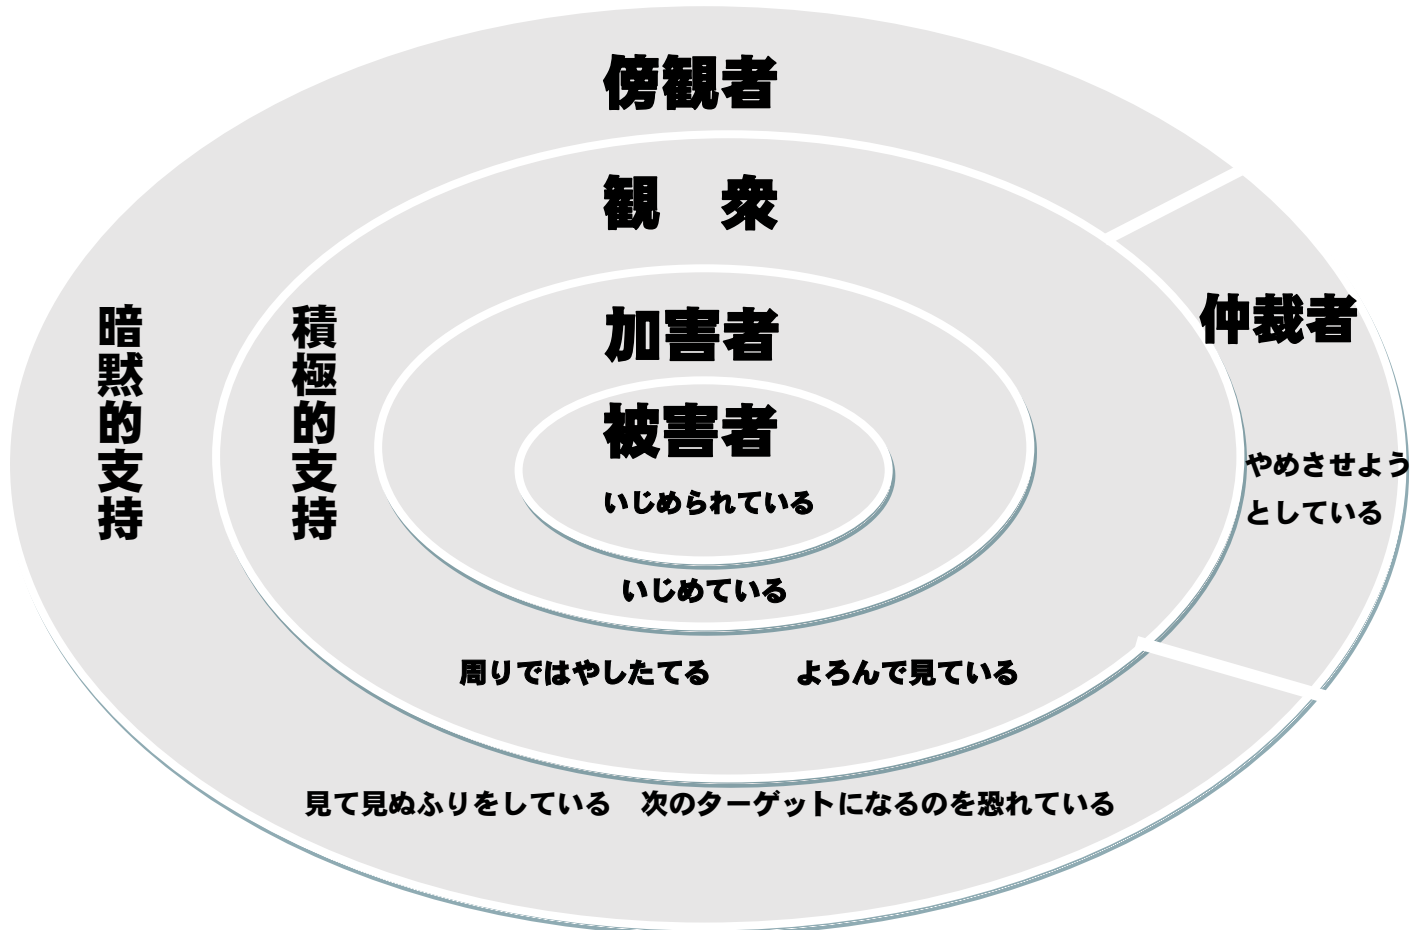 傍観者
観　衆
加害者
被害者
いじめられている
いじめている
周りではやしたてる　よろんで見ている
見て見ぬふりをしている　次のターゲットになるのを恐れている
暗黙的支持
積極的支持
仲裁者
やめさせよう
としている